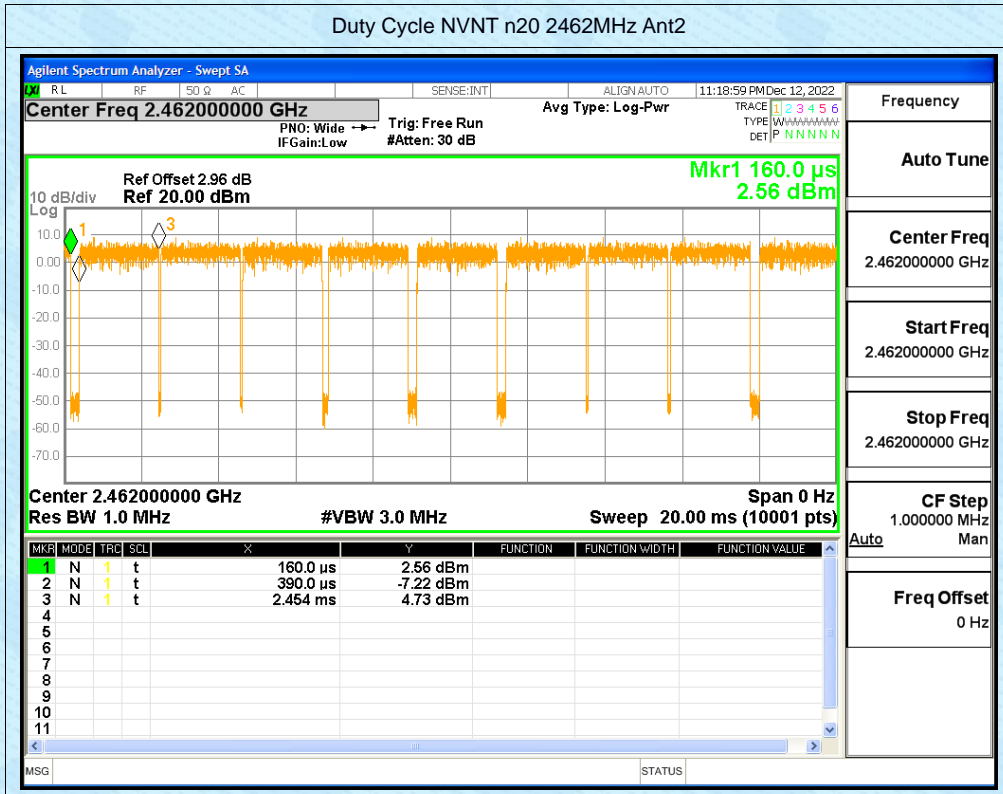 Duty Cycle NVNT n20 2462MHz Ant2
Agilent Spectrum Analyzer - Swept SA
LXI RL RF 50 Ω AC SENSE:INT ALIGN AUTO 11:18:59 PM Dec 12, 2022
Center Freq 2.462000000 GHz
PNO: Wide
IFGain:Low
Trig: Free Run
#Atten: 30 dB
Avg Type: Log-Pwr
TRACE 1 2 3 4 5 6
TYPE W
DET P N N N N N
Frequency
Auto Tune
Center Freq
2.462000000 GHz
Start Freq
2.462000000 GHz
Stop Freq
2.462000000 GHz
CF Step
1.000000 MHz
Auto Man
Freq Offset
0 Hz
Mkr1 160.0 µs
2.56 dBm
Ref Offset 2.96 dB
10 dB/div Ref 20.00 dBm
Log
10.0
0.00
-10.0
-20.0
-30.0
-40.0
-50.0
-60.0
-70.0
1
3
Center 2.462000000 GHz Span 0 Hz
Res BW 1.0 MHz #VBW 3.0 MHz Sweep 20.00 ms (10001 pts)
MKR MODE TRC SCL X Y FUNCTION FUNCTION WIDTH FUNCTION VALUE
1 N 1 t 160.0 µs 2.56 dBm
2 N 1 t 390.0 µs -7.22 dBm
3 N 1 t 2.454 ms 4.73 dBm
4
5
6
7
8
9
10
11
MSG STATUS